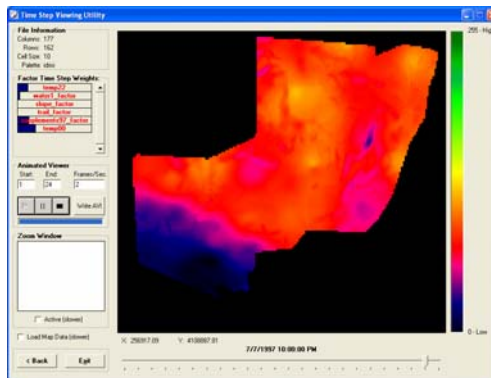 Time Step Viewing Utility
File Information
Columns: 177
Rows: 162
Cell Size: 10
Palette: idrisi
Factor Time Step Weights:
temp22
water1_factor
slope_factor
trail_factor
supplements97_factor
temp00
Animated Viewer
Start: End: Frames/Sec
1 24 2
Write AVI
Zoom Window
Active (slower)
Load Map Data (slower)
< Back Exit
255 - High
0 - Low
X: 298917.09 Y: 4108887.81
7/7/1997 10:00:00 PM